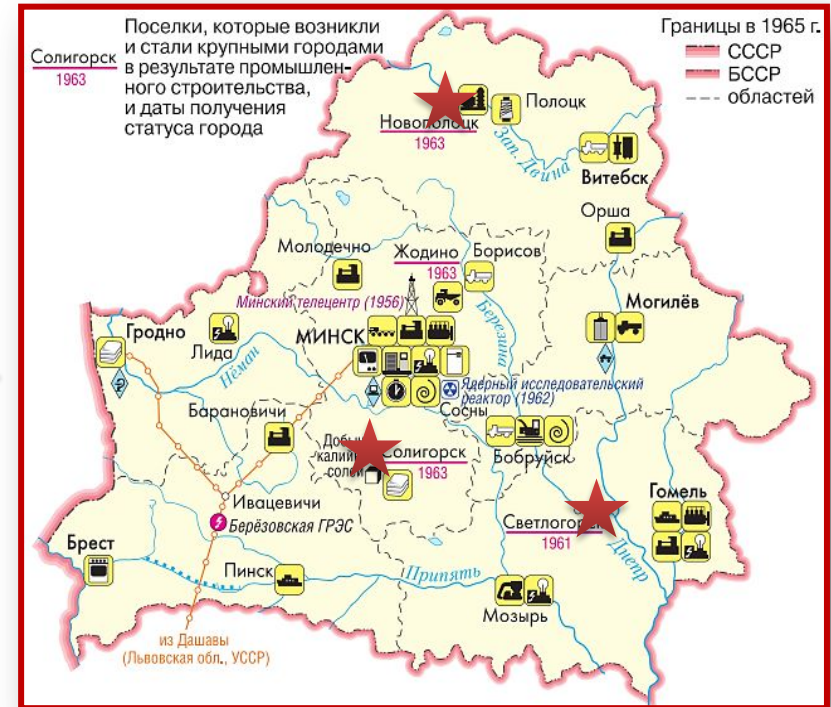 Солигорск
1963
Поселки, которые возникли
и стали крупными городами
в результате промышлен-
ного строительства,
и даты получения
статуса города
Границы в 1965 г.
СССР
БССР
областей
Новополоцк
1963
Полоцк
Зап. Двина
Витебск
Орша
Молодечно
Жодино
1963
Борисов
Минский телецентр (1956)
Березина
Могилёв
Гродно
Лида
Нёман
МИНСК
Ядерный исследовательский
реактор (1962)
Сосны
Барановичи
калий
солей
Солигорск
1963
Бобруйск
Ивацевичи
Берёзовская ГРЭС
Светлогорск
1961
Гомель
Днепр
Брест
Пинск
Припять
Мозырь
из Дашавы
(Львовская обл., УССР)